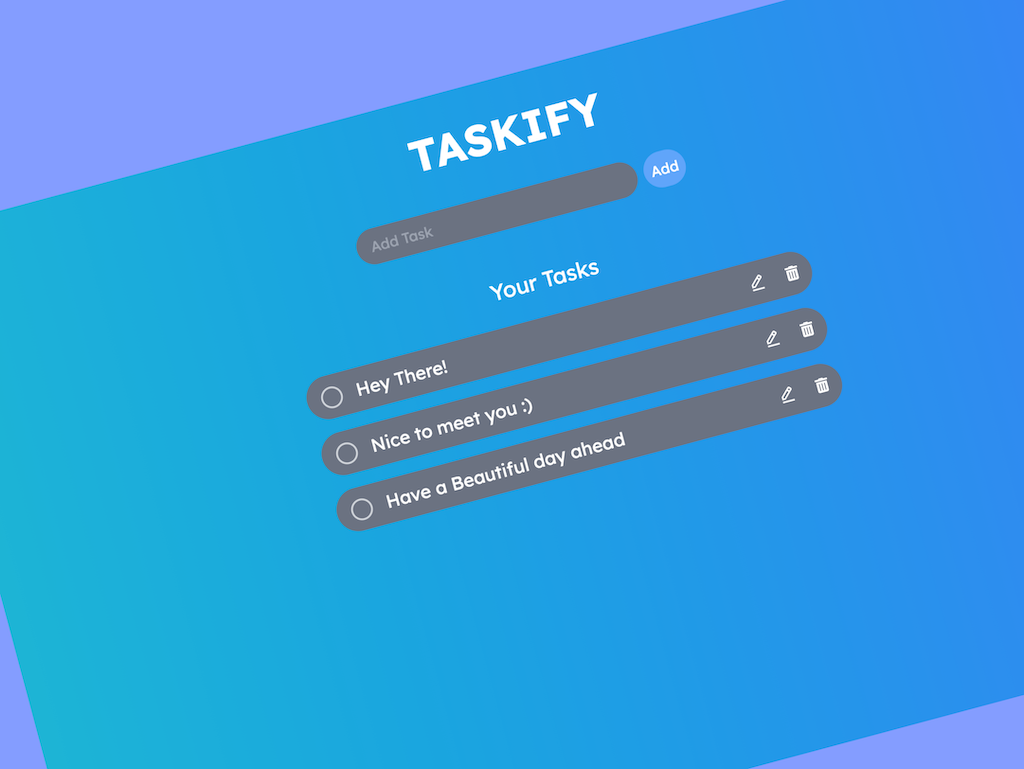 TASKIFY
Add Task
Add
Your Tasks
Hey There!
Nice to meet you :)
Have a Beautiful day ahead